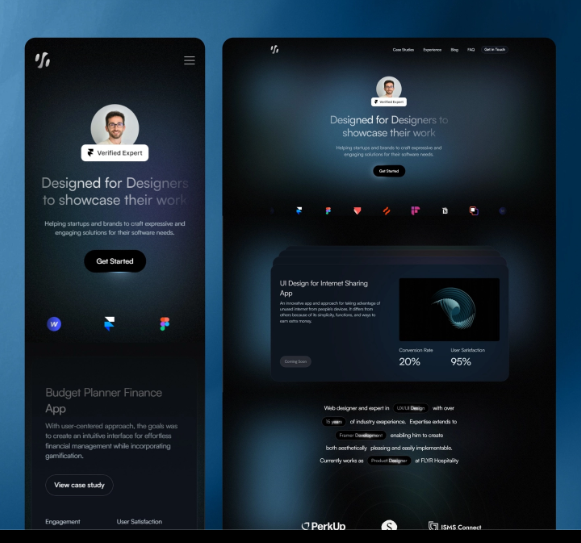 Verified Expert
Designed for Designers
to showcase their work
Helping startups and brands to craft expressive and
engaging solutions for their software needs.
Get Started
Budget Planner Finance
App
With user-centered approach, the goals was
to create an intuitive interface for effortless
financial management while incorporating
gamification.
View case study
Engagement
User Satisfaction
Case Studies
Experience
Blog
FAQ
Get in Touch
Verified Expert
Designed for Designers to
showcase their work
Helping startups and brands to craft expressive and
engaging solutions for their software needs.
Get Started
UI Design for Internet Sharing
App
An innovative app and approach for taking advantage of
unused internet from people's devices. It differs from
others because of its simplicity, functions, and ways to
earn extra money.
Coming Soon
Conversion Rate
User Satisfaction
20%
95%
Web designer and expert in UX/UI Design with over
years of industry experience. Expertise extends to
Framer Development enabling him to create
both aesthetically pleasing and easily implementable.
Currently works as Product Designer at FLYR Hospitality
PerkUp
S
ISMS Connect